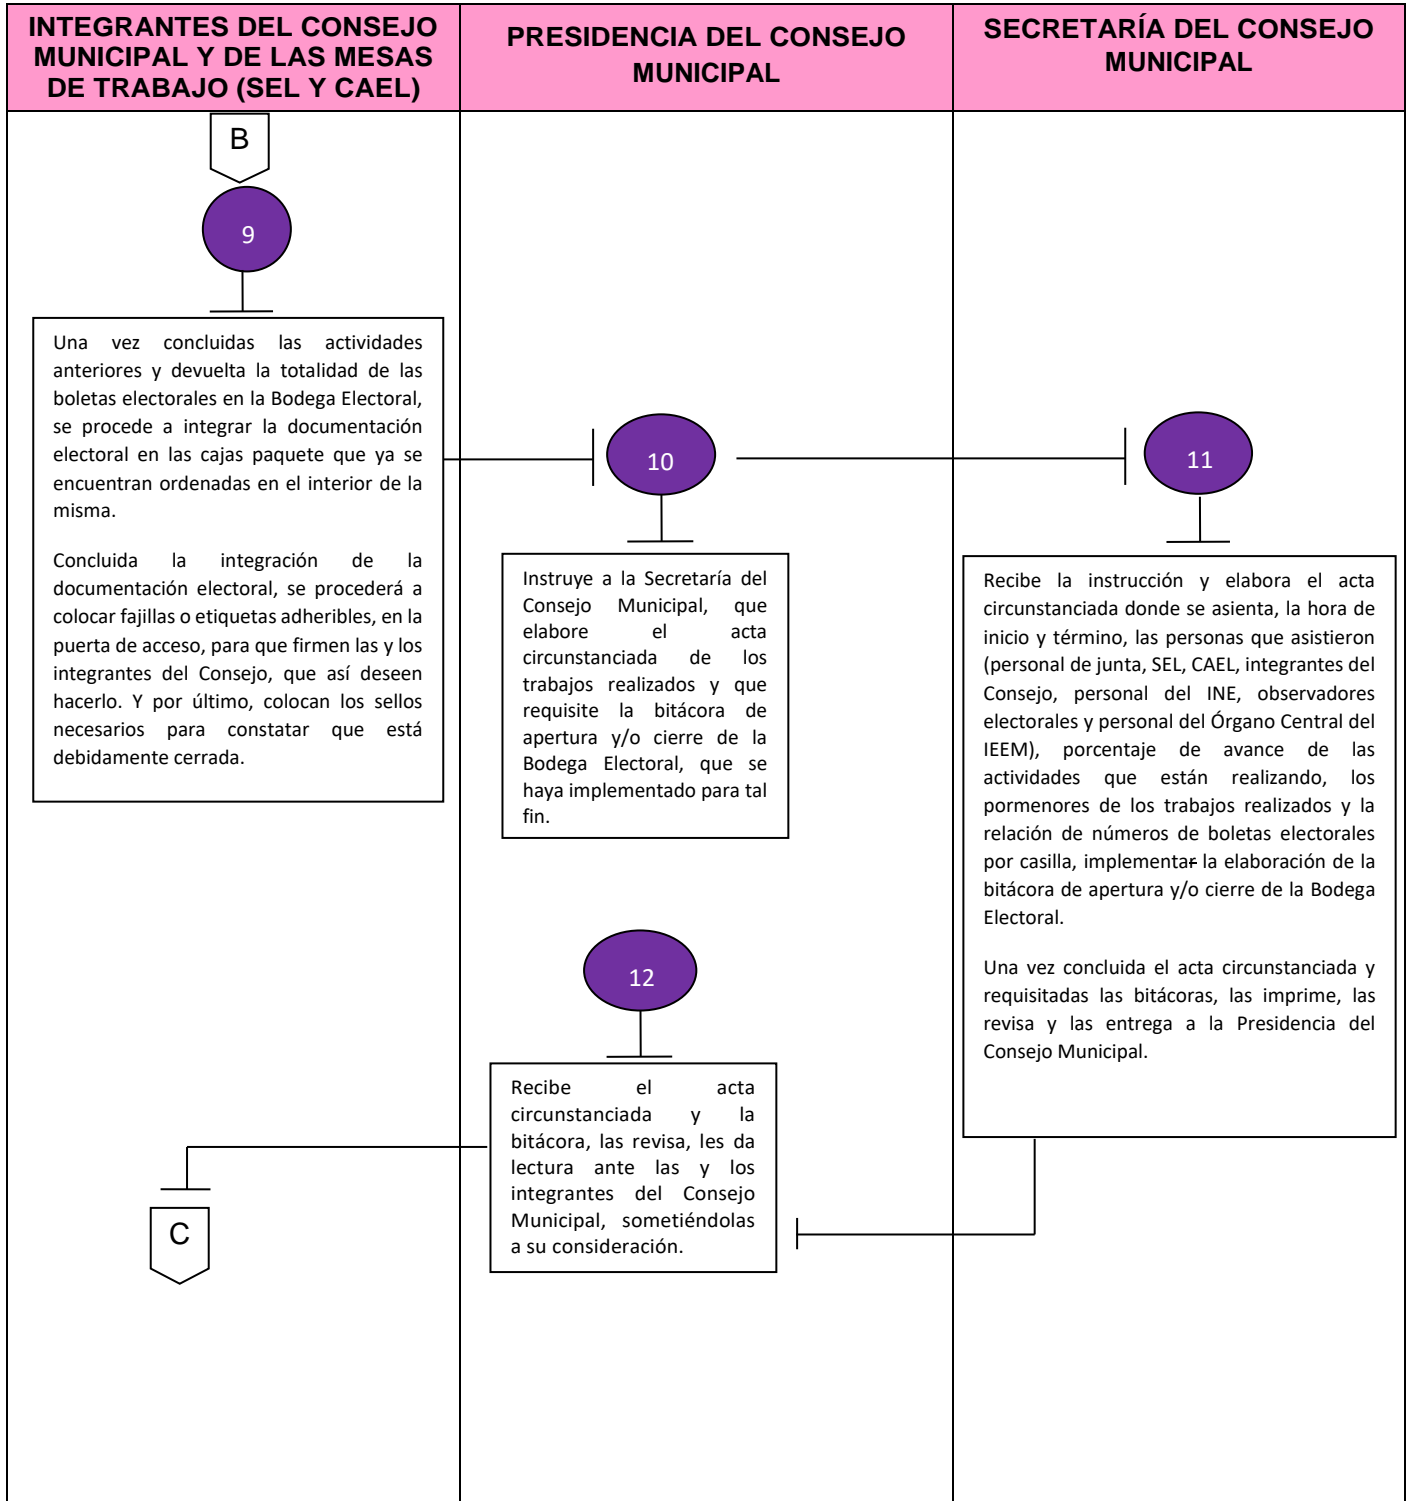 INTEGRANTES DEL CONSEJO
MUNICIPAL Y DE LAS MESAS
DE TRABAJO (SEL Y CAEL)
PRESIDENCIA DEL CONSEJO
MUNICIPAL
SECRETARÍA DEL CONSEJO
MUNICIPAL
B
9
Una vez concluidas las actividades
anteriores y devuelta la totalidad de las
boletas electorales en la Bodega Electoral,
se procede a integrar la documentación
electoral en las cajas paquete que ya se
encuentran ordenadas en el interior de la
misma.
Concluida la integración de la
documentación electoral, se procederá a
colocar fajillas o etiquetas adheribles, en la
puerta de acceso, para que firmen las y los
integrantes del Consejo, que así deseen
hacerlo. Y por último, colocan los sellos
necesarios para constatar que está
debidamente cerrada.
10
Instruye a la Secretaría del
Consejo Municipal, que
elabore el acta
circunstanciada de los
trabajos realizados y que
requisite la bitácora de
apertura y/o cierre de la
Bodega Electoral, que se
haya implementado para tal
fin.
11
Recibe la instrucción y elabora el acta
circunstanciada donde se asienta, la hora de
inicio y término, las personas que asistieron
(personal de junta, SEL, CAEL, integrantes del
Consejo, personal del INE, observadores
electorales y personal del Órgano Central del
IEEM), porcentaje de avance de las
actividades que están realizando, los
pormenores de los trabajos realizados y la
relación de números de boletas electorales
por casilla, implementar la elaboración de la
bitácora de apertura y/o cierre de la Bodega
Electoral.
Una vez concluida el acta circunstanciada y
requisitadas las bitácoras, las imprime, las
revisa y las entrega a la Presidencia del
Consejo Municipal.
12
Recibe el acta
circunstanciada y la
bitácora, las revisa, les da
lectura ante las y los
integrantes del Consejo
Municipal, sometiéndolas
a su consideración.
C